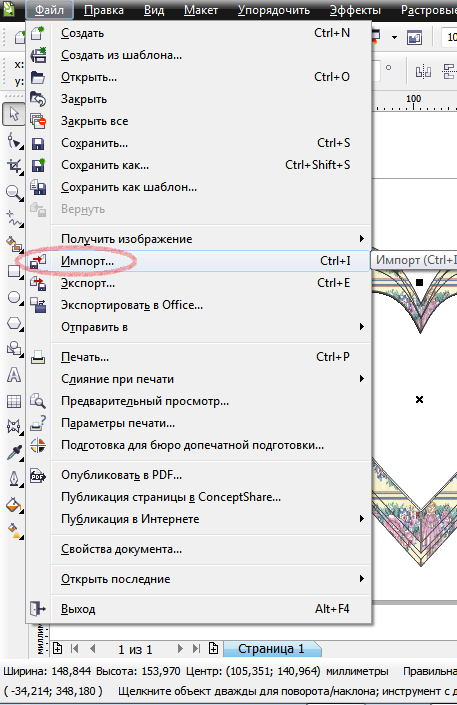 Файл Правка Вид Макет Упорядочить Эффекты Растровые
Создать Ctrl+N
Создать из шаблона...
Открыть... Ctrl+O
Закрыть
Закрыть все
Сохранить... Ctrl+S
Сохранить как... Ctrl+Shift+S
Сохранить как шаблон...
Вернуть
Получить изображение
Импорт... Ctrl+I
Импорт (Ctrl+I
Экспорт... Ctrl+E
Экспортировать в Office...
Отправить в
Печать... Ctrl+P
Слияние при печати
Предварительный просмотр...
Параметры печати...
Подготовка для бюро допечатной подготовки...
Опубликовать в PDF...
Публикация страницы в ConceptShare...
Публикация в Интернете
Свойства документа...
Открыть последние
Выход Alt+F4
10
x:
y:
°
100
1 из 1 Страница 1
Ширина: 148,844 Высота: 153,970 Центр: (105,351; 140,964) миллиметры Правильна
( -34,214; 348,180 ) Щелкните объект дважды для поворота/наклона; инструмент с д